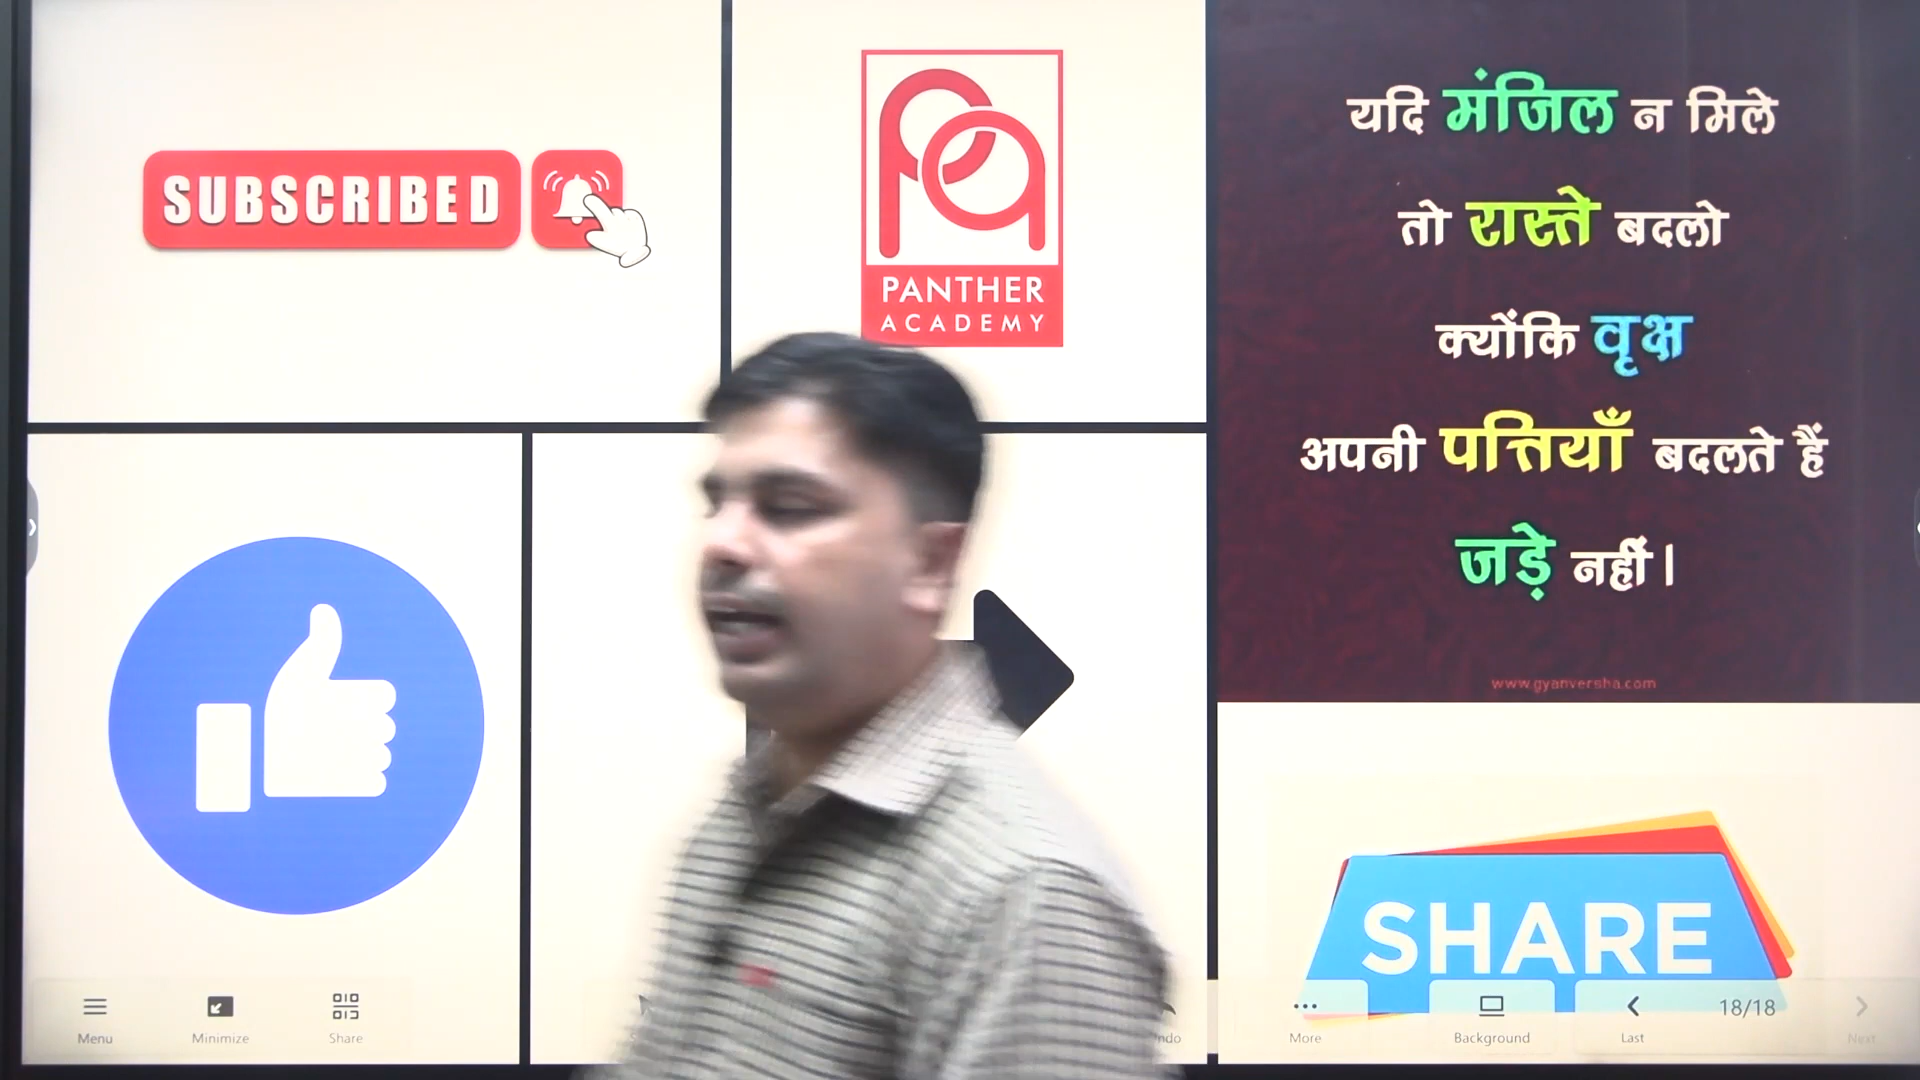 SUBSCRIBED
PANTHER
ACADEMY
यदि मंजिल न मिले
तो रास्ते बदलो
क्योंकि वृक्ष
अपनी पत्तियाँ बदलते हैं
जड़े नहीं।
www.gyanversha.com
SHARE
Menu
Minimize
Share
More
Background
Last
18/18
Next